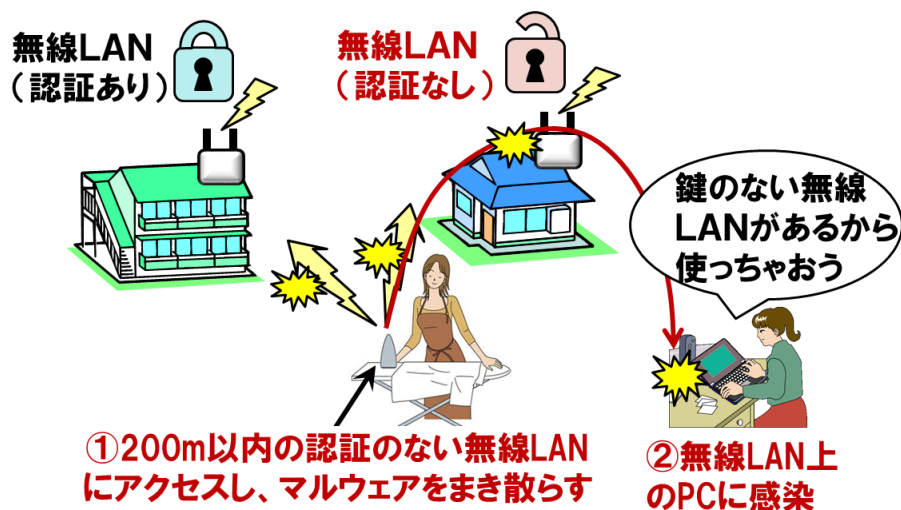 無線LAN
（認証あり）
無線LAN
（認証なし）
鍵のない無線
LANがあるから
使っちゃおう
①200m以内の認証のない無線LAN
にアクセスし、マルウェアをまき散らす
②無線LAN上
のPCに感染